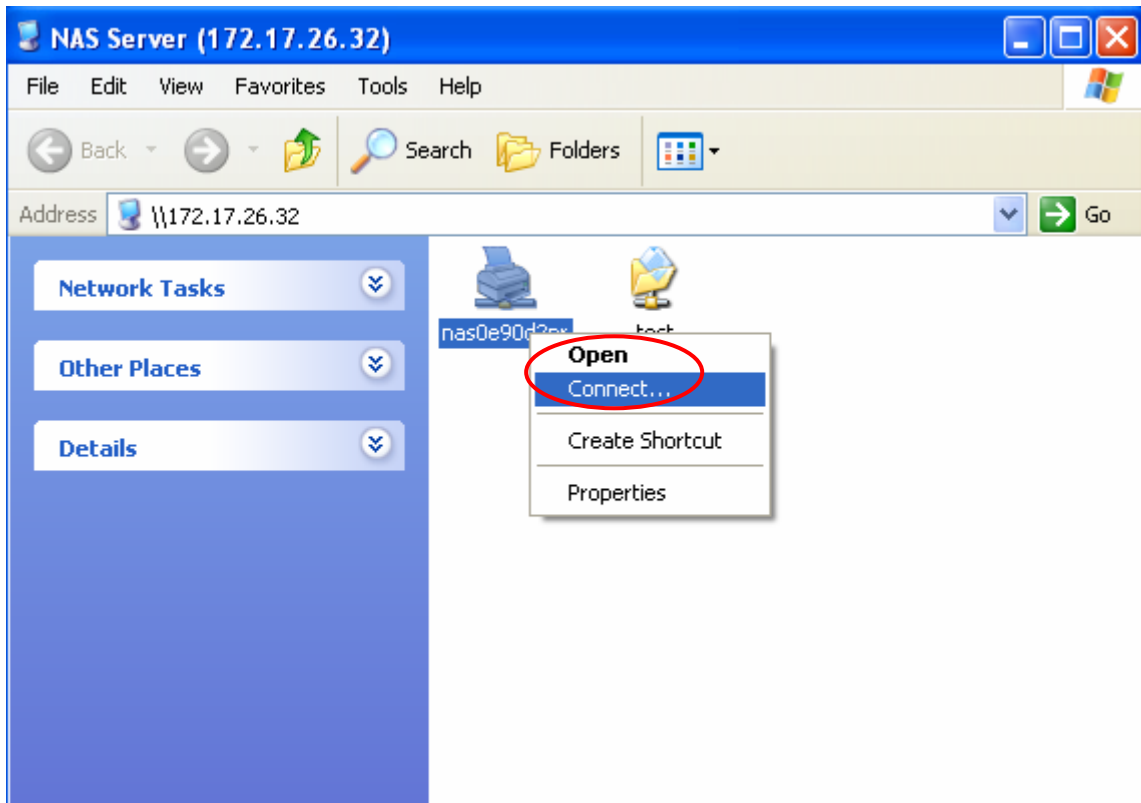 NAS Server (172.17.26.32)
File Edit View Favorites Tools Help
Back Search Folders
Address \\172.17.26.32 Go
Network Tasks
Other Places
Details
Open
Connect...
Create Shortcut
Properties